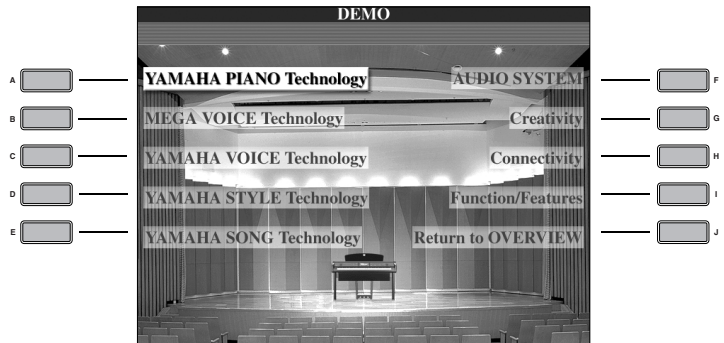 DEMO
A YAMAHA PIANO Technology AUDIO SYSTEM F
B MEGA VOICE Technology Creativity G
C YAMAHA VOICE Technology Connectivity H
D YAMAHA STYLE Technology Function/Features I
E YAMAHA SONG Technology Return to OVERVIEW J